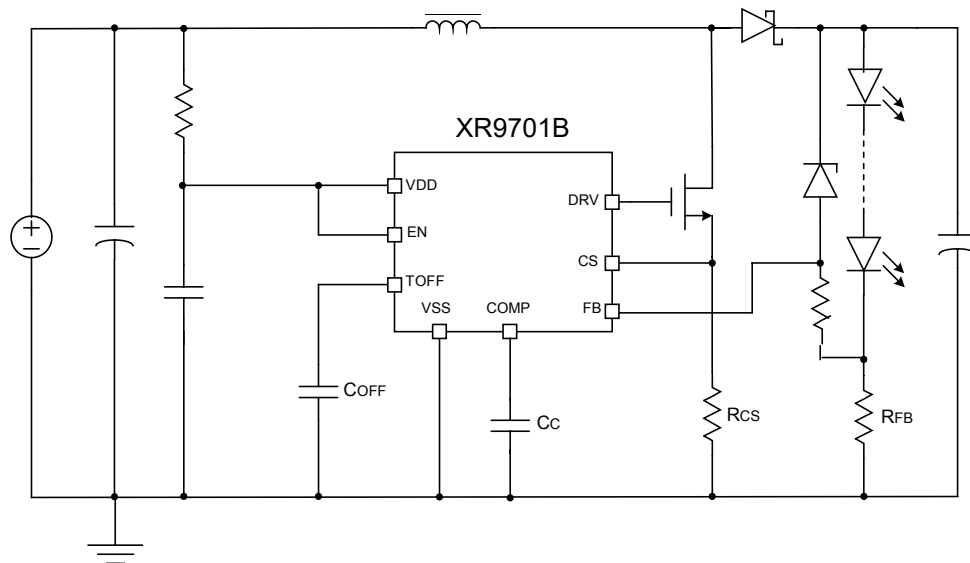 XR9701B
VDD
DRV
EN
CS
TOFF
VSS
COMP
FB
COFF
CC
RCS
RFB